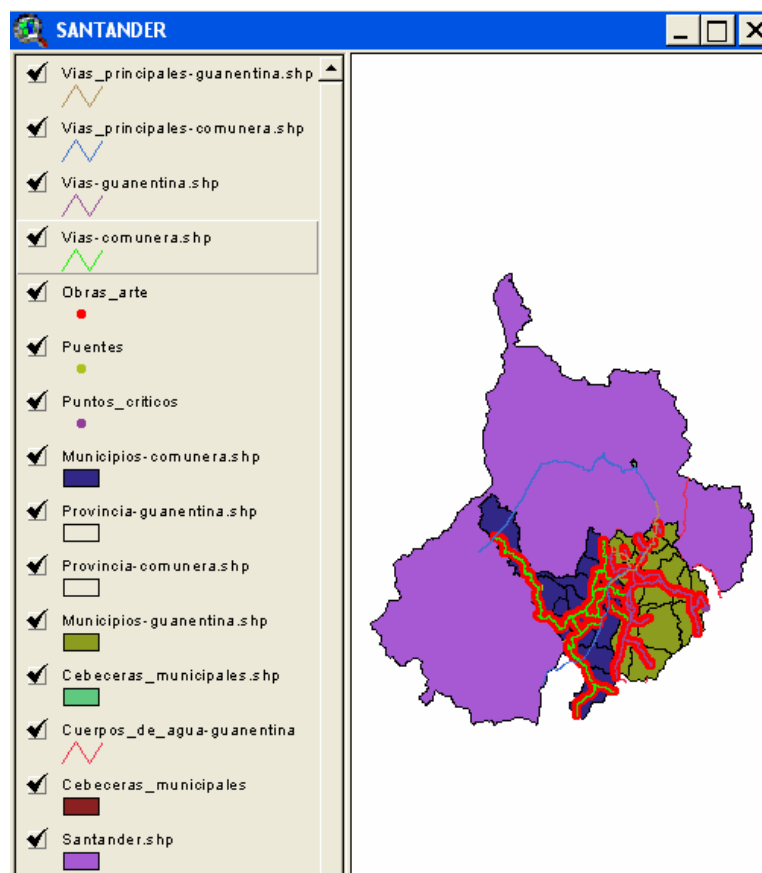 SANTANDER
Vias_principales-guanentina.shp
Vias_principales-comunera.shp
Vias-guanentina.shp
Vias-comunera.shp
Obras_arte
Puentes
Puntos_criticos
Municipios-comunera.shp
Provincia-guanentina.shp
Provincia-comunera.shp
Municipios-guanentina.shp
Cebeceras_municipales.shp
Cuerpos_de_agua-guanentina
Cebeceras_municipales
Santander.shp